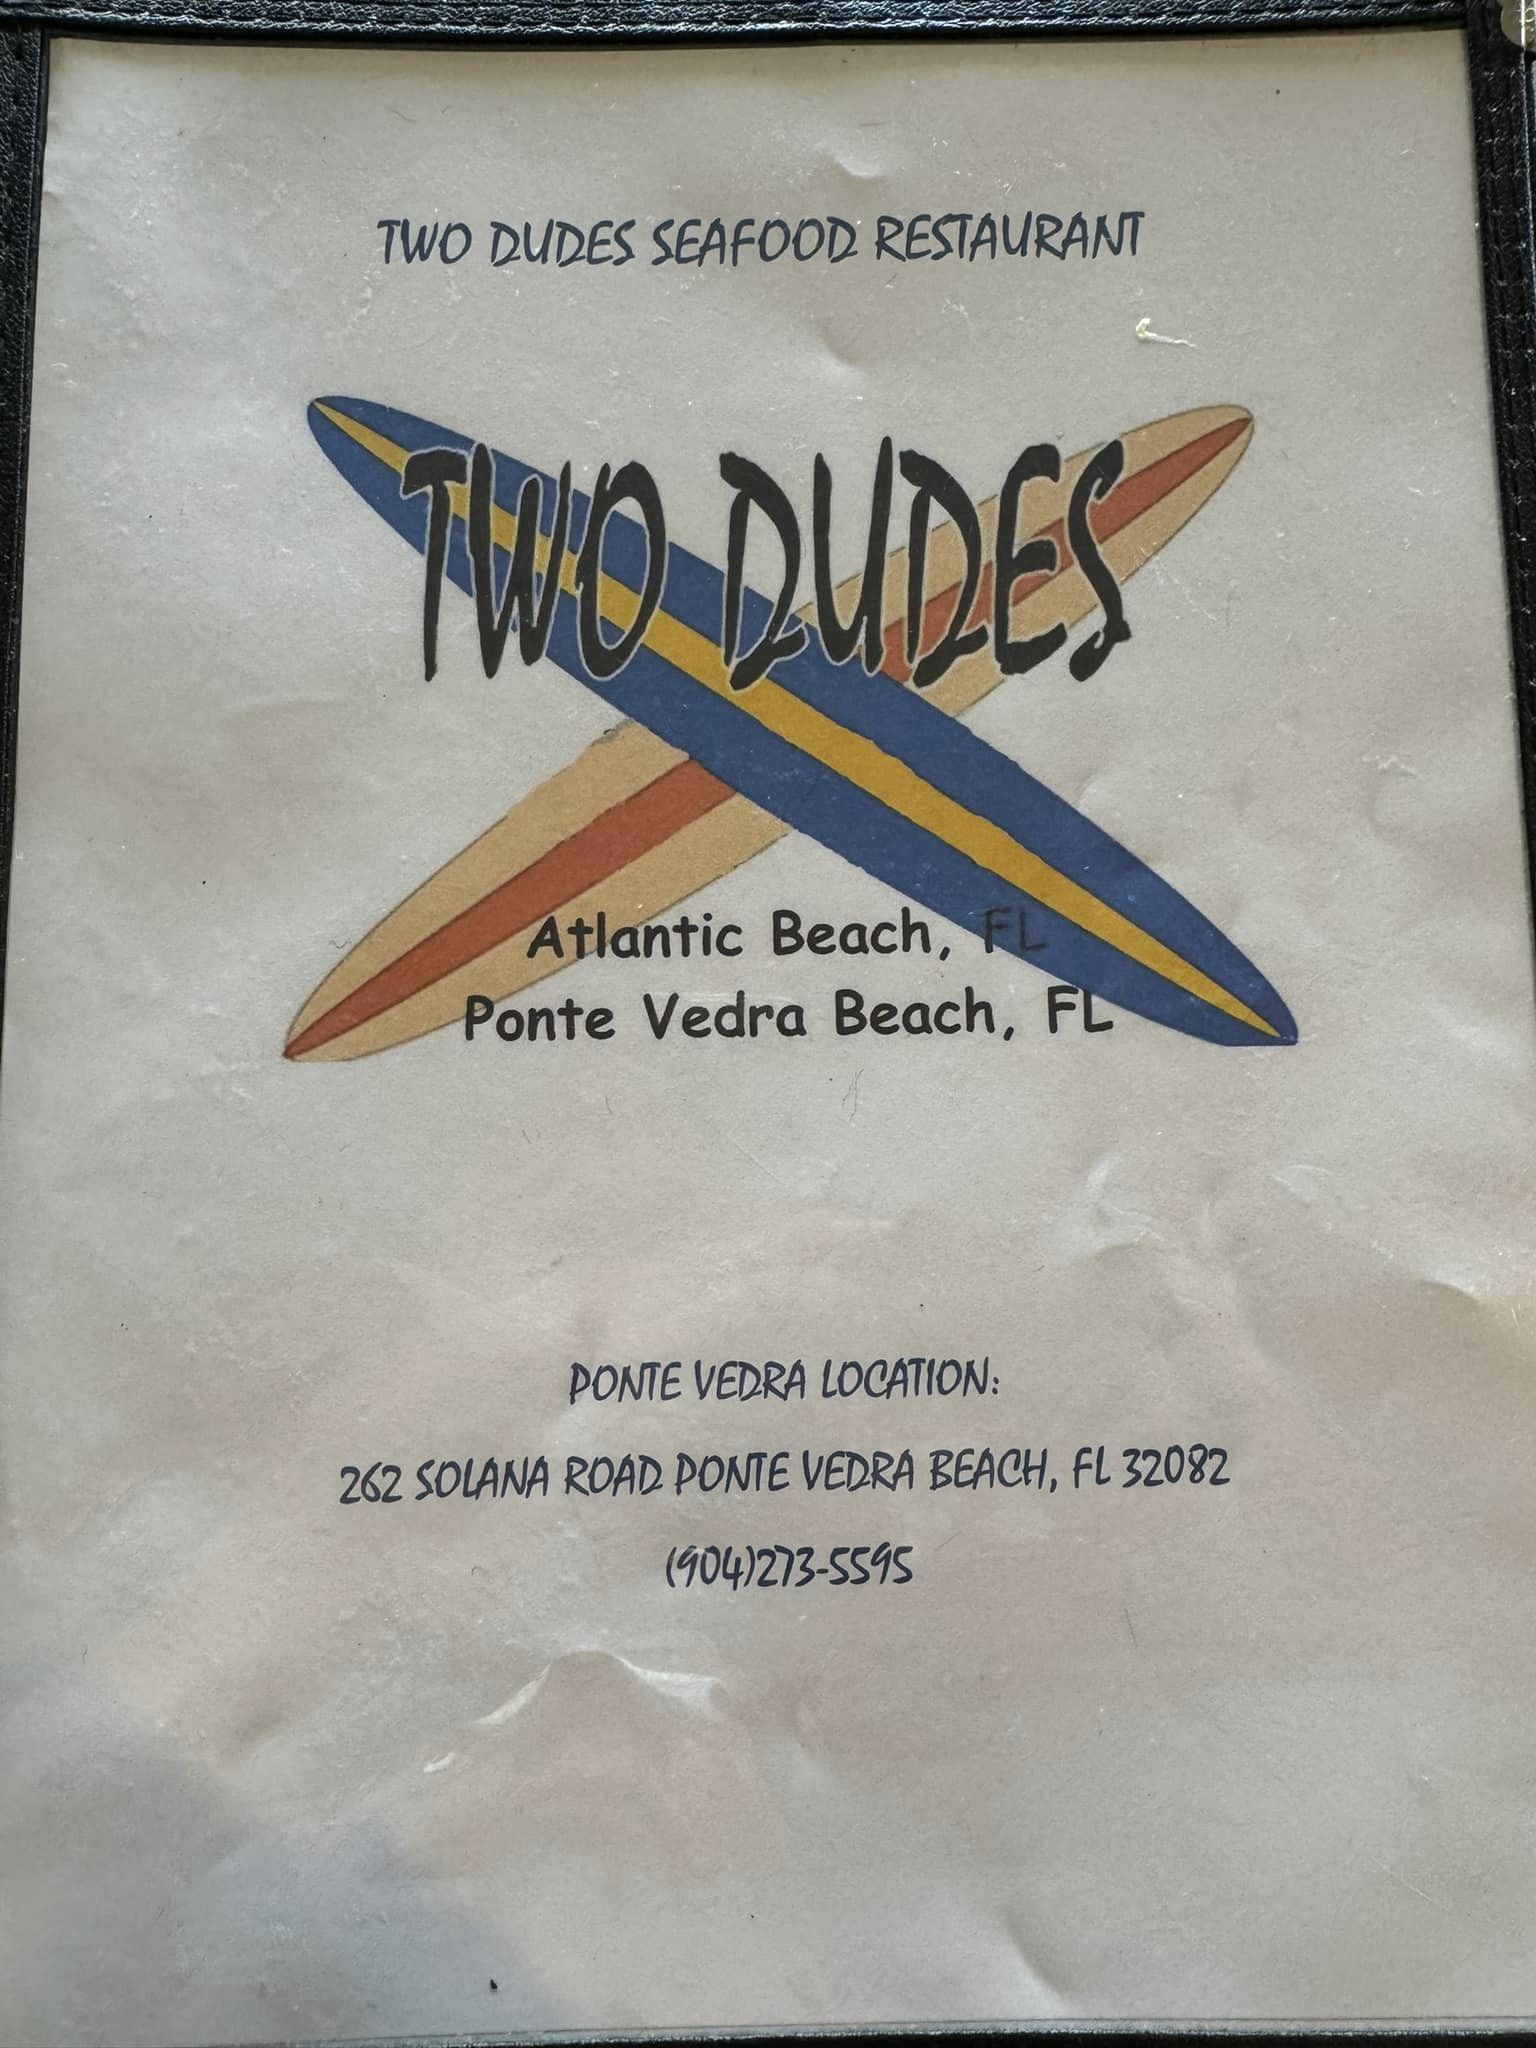 TWO DUDES SEAFOOD RESTAURANT
TWO DUDES
Atlantic Beach, FL
Ponte Vedra Beach, FL
PONTE VEDRA LOCATION:
262 SOLANA ROAD PONTE VEDRA BEACH, FL 32082
(904)273-5595